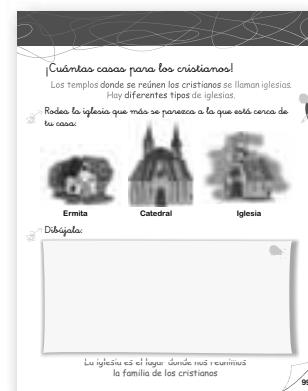 ¡Cuántas casas para los cristianos!
Los templos donde se reúnen los cristianos se llaman iglesias.
Hay diferentes tipos de iglesias.
Rodea la iglesia que más se parezca a la que está cerca de
tu casa:
Ermita Catedral Iglesia
Dibújala:
La iglesia es el lugar donde nos reunimos
la familia de los cristianos